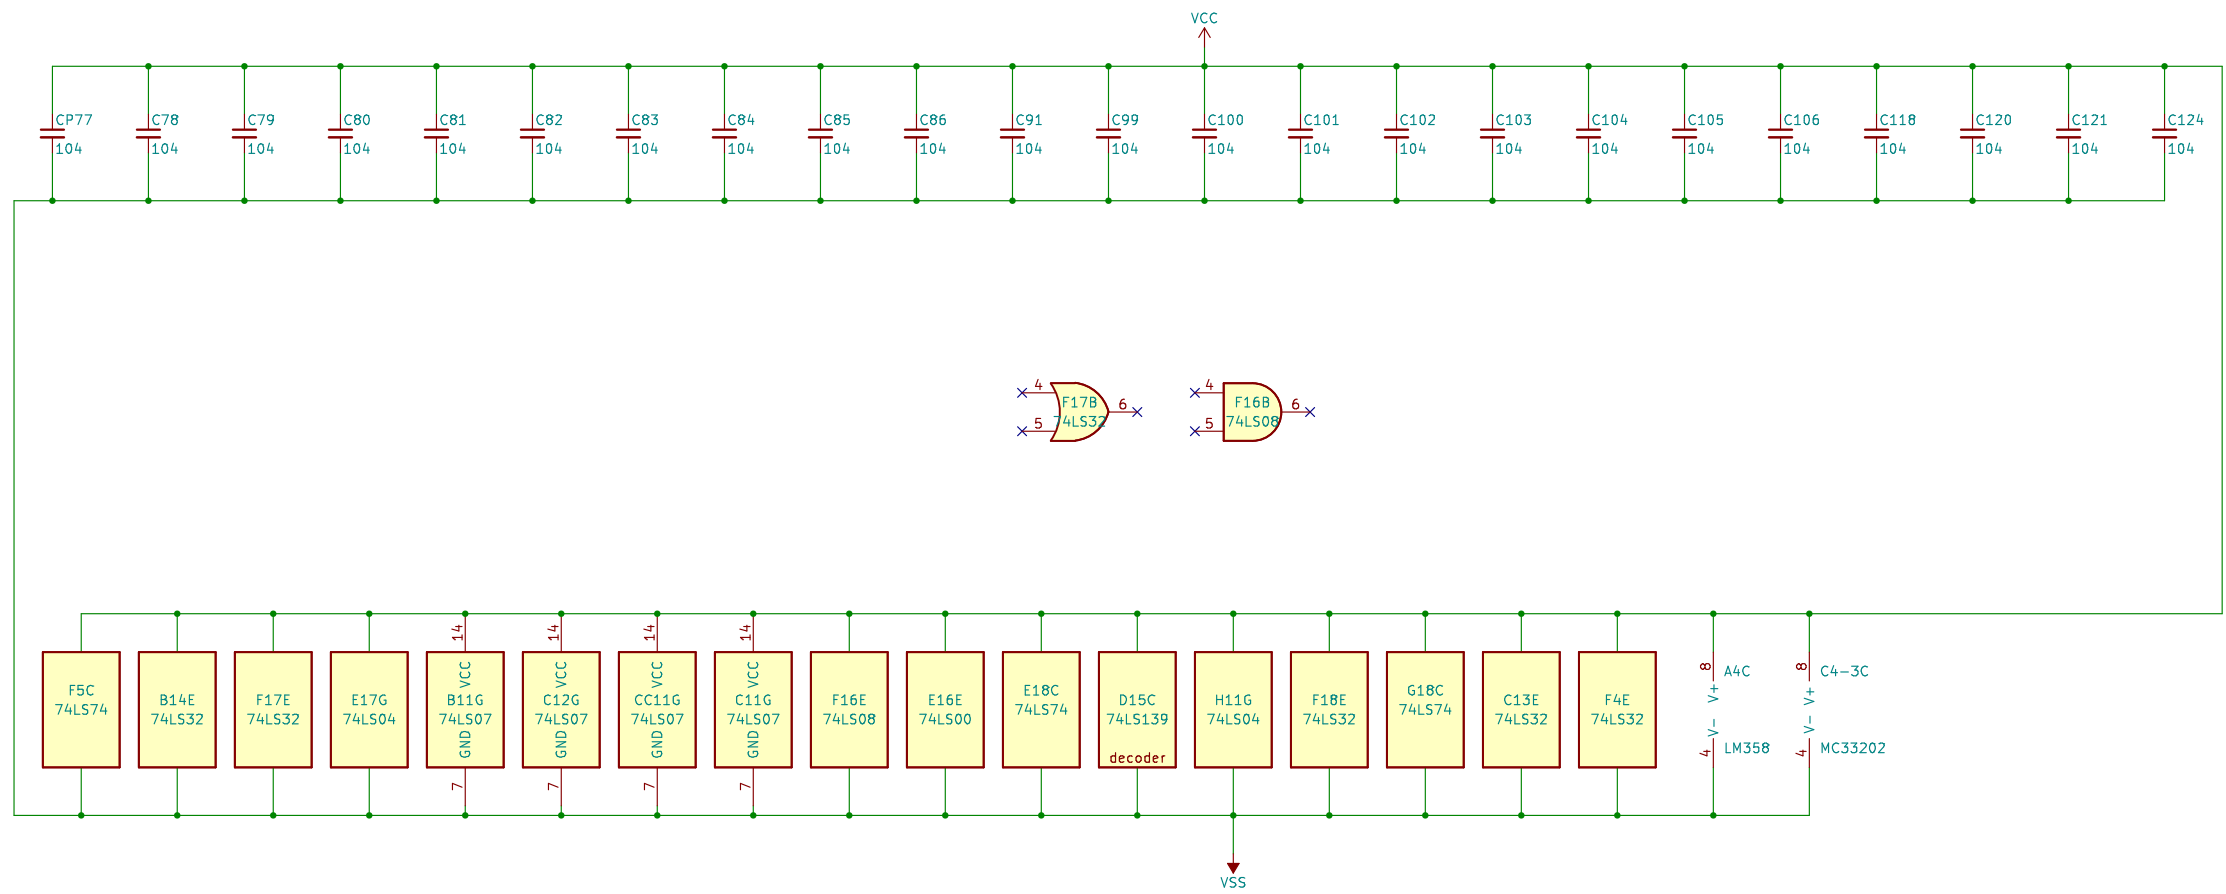 VCC
CP77 C78 C79 C80 C81 C82 C83 C84 C85 C86 C91 C99 C100 C101 C102 C103 C104 C105 C106 C118 C120 C121 C124
104 104 104 104 104 104 104 104 104 104 104 104 104 104 104 104 104 104 104 104 104 104 104
4 4
F17B 6 F16B 6
5 74LS32 5 74LS08
14 14 14 14
8 8
VCC VCC VCC VCC A4C C4-3C
F5C E18C G18C V+ V+
B14E F17E E17G B11G C12G CC11G C11G F16E E16E D15C H11G F18E C13E F4E
74LS74 74LS74 74LS74
74LS32 74LS32 74LS04 74LS07 74LS07 74LS07 74LS07 74LS08 74LS00 74LS139 74LS04 74LS32 74LS32 74LS32
V- V-
GND GND GND GND LM358 MC33202
decoder
4 4
7 7 7 7
VSS